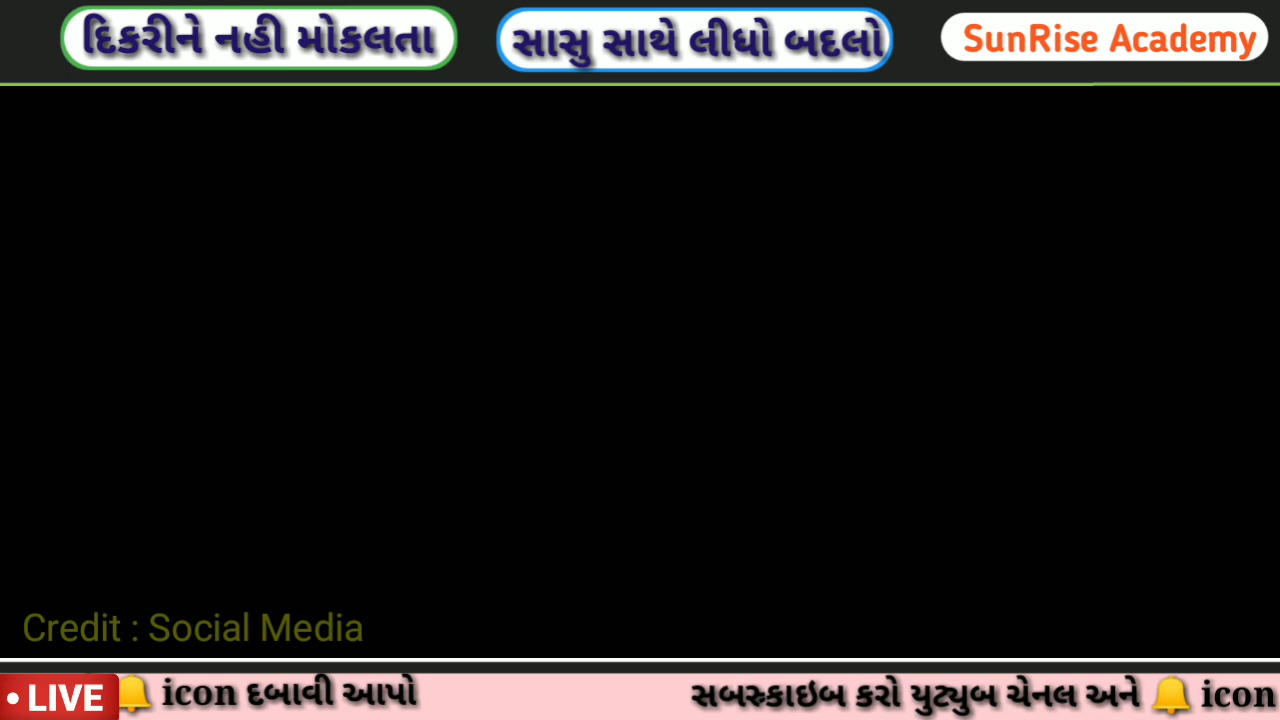 દિકરીને નહી મોકલતા
સાસુ સાથે લીધો બદલો
SunRise Academy
Credit : Social Media
• LIVE
🔔 icon દબાવી આપો
સબસ્ક્રાઇબ કરો યુટ્યુબ ચેનલ અને 🔔 icon